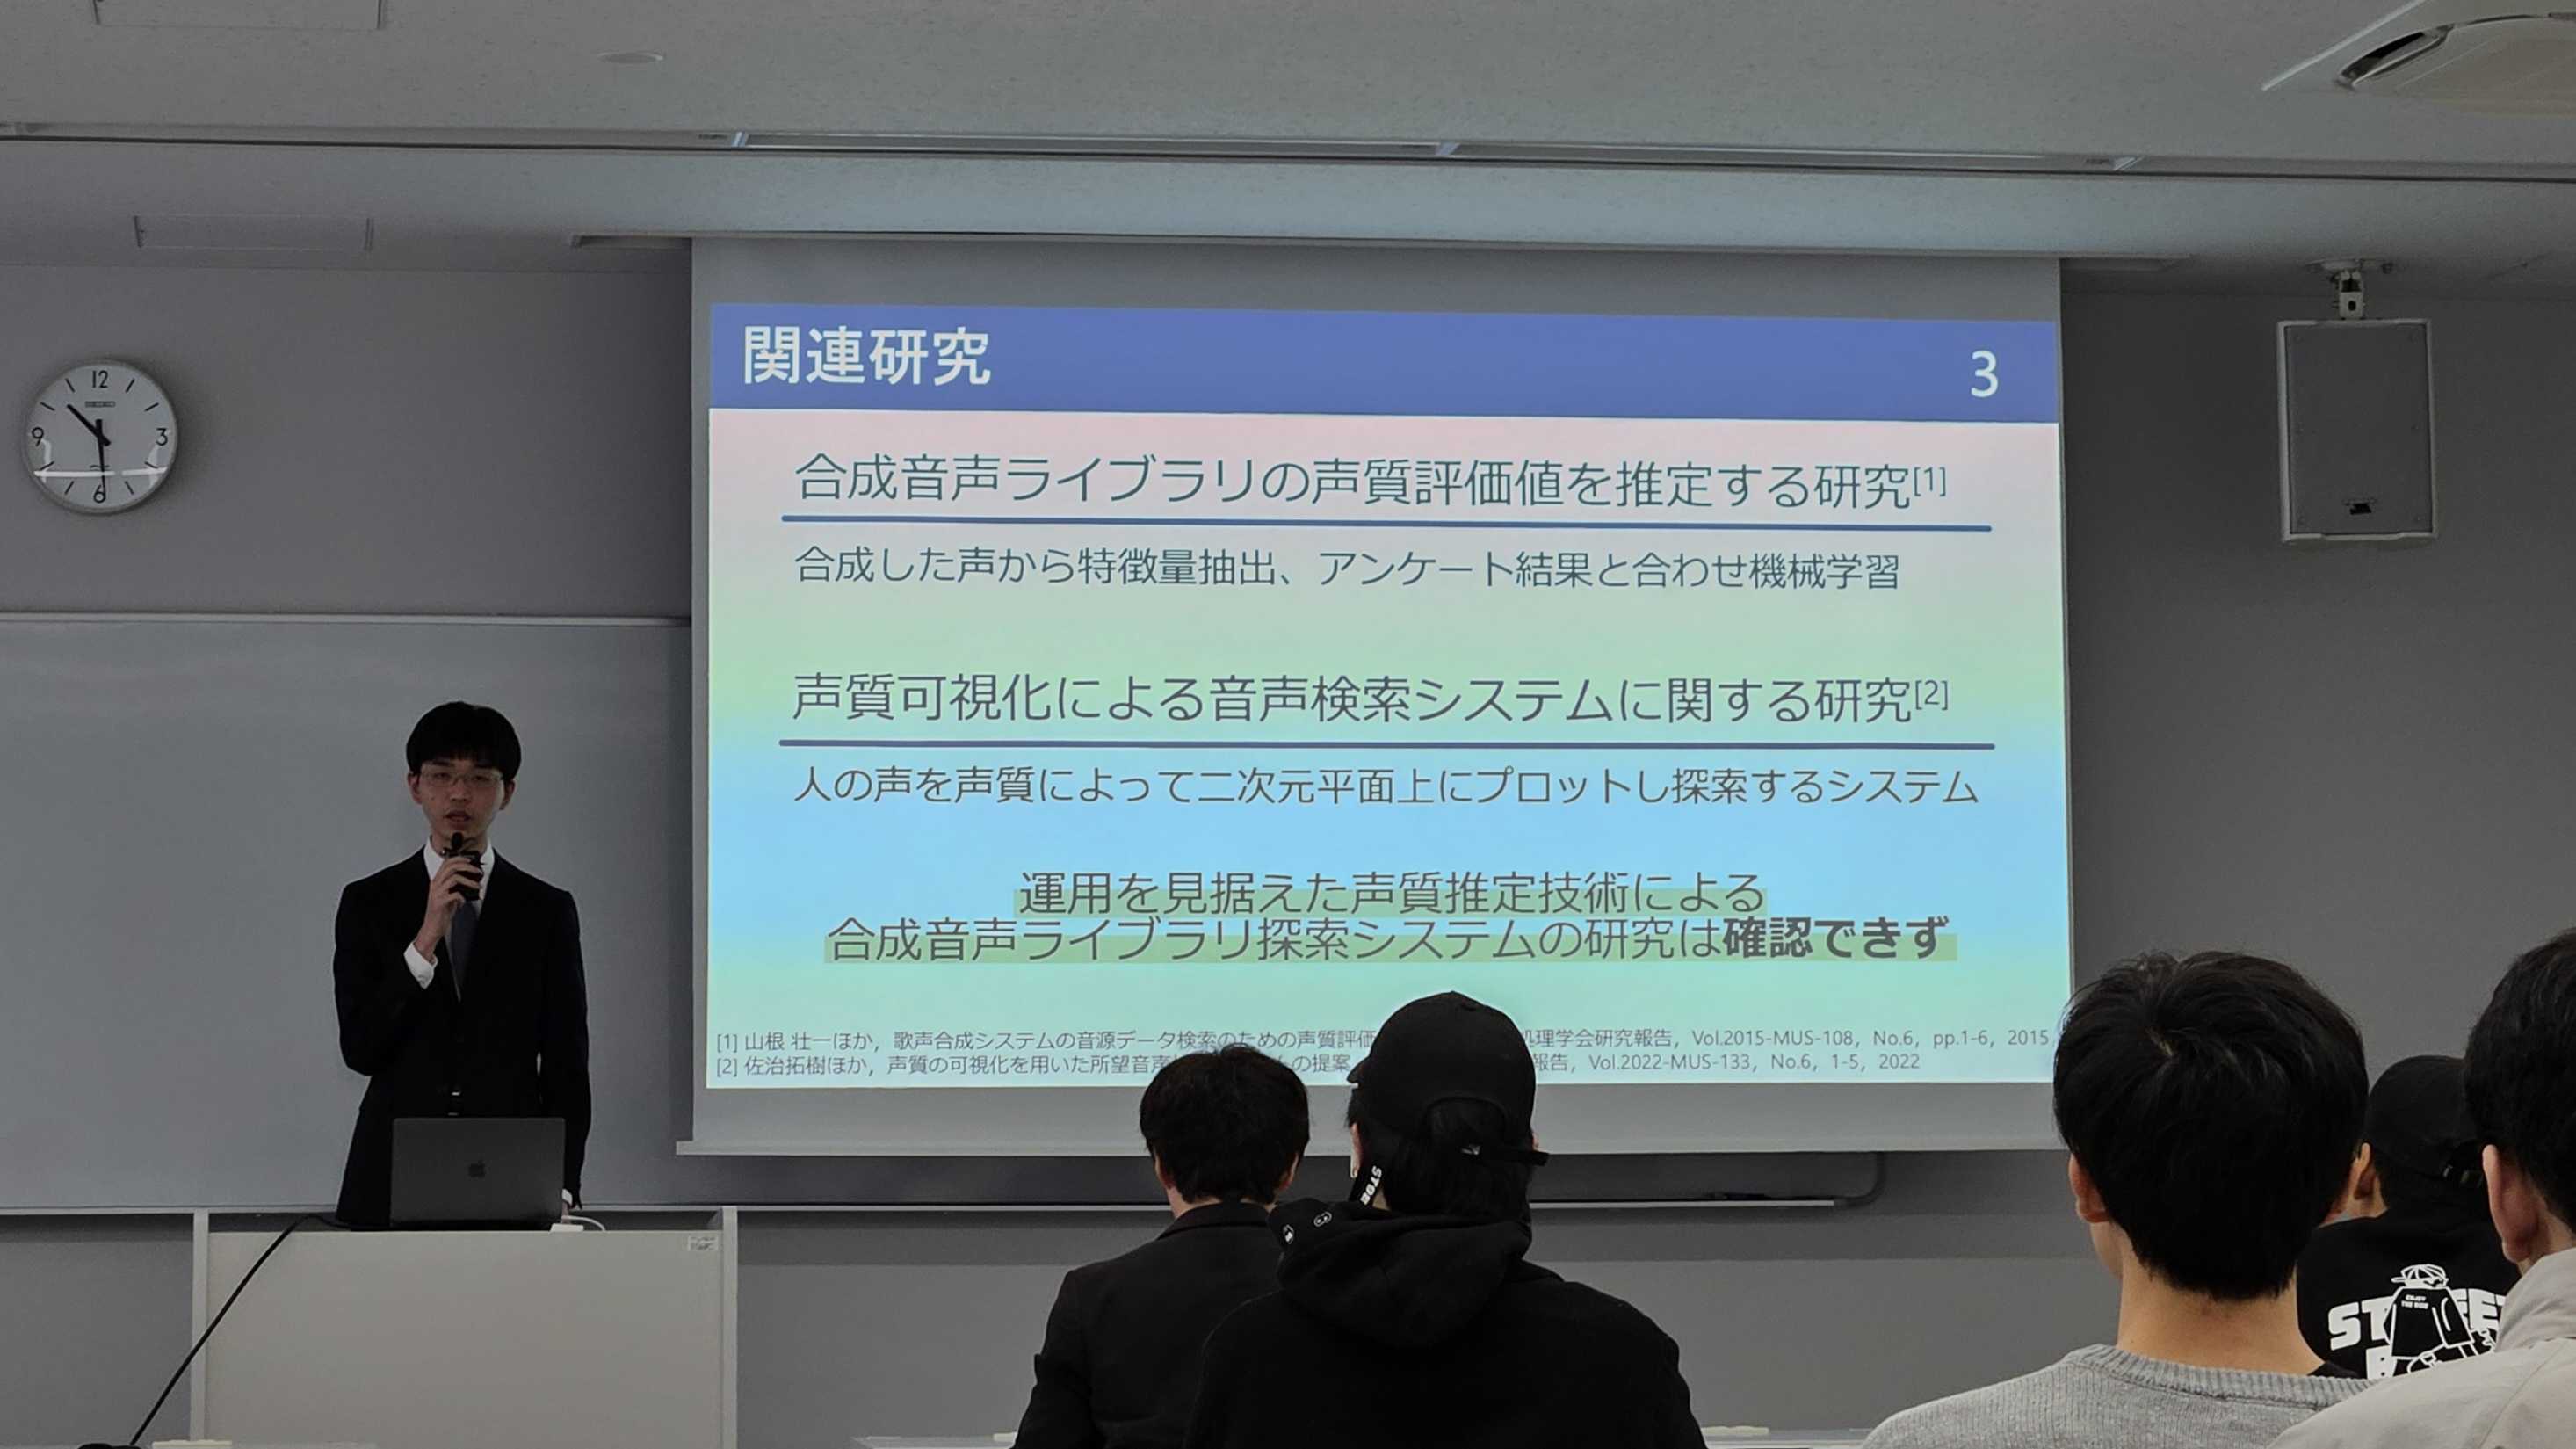 関連研究
3
合成音声ライブラリの声質評価値を推定する研究[1]
合成した声から特徴量抽出、アンケート結果と合わせ機械学習
声質可視化による音声検索システムに関する研究[2]
人の声を声質によって二次元平面上にプロットし探索するシステム
運用を見据えた声質推定技術による
合成音声ライブラリ探索システムの研究は確認できず
[1] 山根 壮一ほか，歌声合成システムの音源データ検索のための声質評価 処理学会研究報告，Vol.2015-MUS-108，No.6，pp.1-6，2015
[2] 佐治拓樹ほか，声質の可視化を用いた所望音声 の提案 報告，Vol.2022-MUS-133，No.6，1-5，2022
12
SEIKO
9
3
6
ENJOY